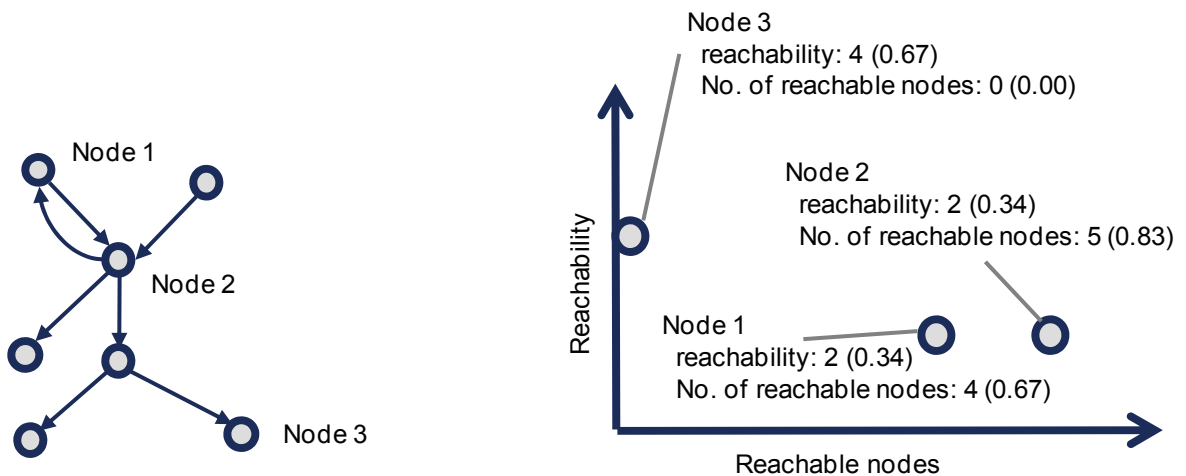 Node 1
Node 2
Node 3
Node 3
reachability: 4 (0.67)
No. of reachable nodes: 0 (0.00)
Node 2
reachability: 2 (0.34)
No. of reachable nodes: 5 (0.83)
Node 1
reachability: 2 (0.34)
No. of reachable nodes: 4 (0.67)
Reachability
Reachable nodes